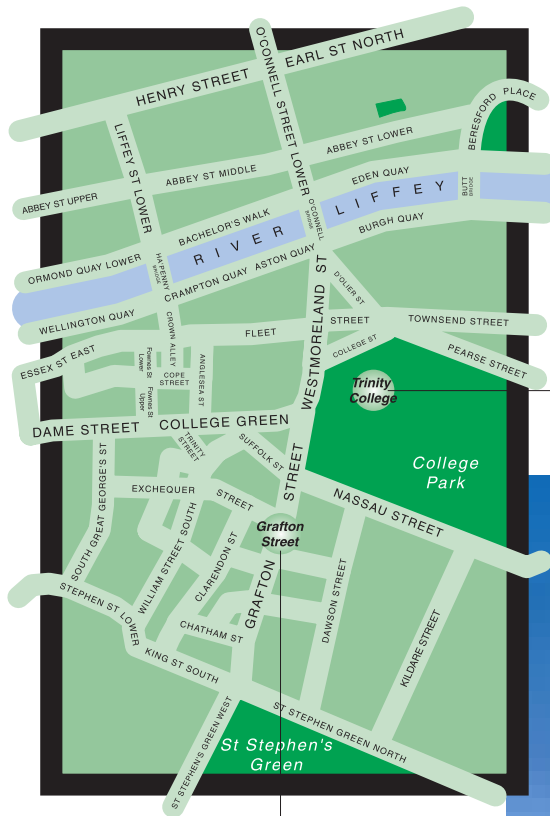 O'CONNELL STREET LOWER
HENRY STREET
EARL ST NORTH
BERESFORD PLACE
LIFFEY ST LOWER
ABBEY ST LOWER
ABBEY ST MIDDLE
ABBEY ST UPPER
EDEN QUAY
BUTT
BRIDGE
BACHELOR'S WALK
O'CONNELL
BRIDGE
RIVER LIFFEY
BURGH QUAY
ORMOND QUAY LOWER
HA'PENNY
BRIDGE
CRAMPTON QUAY
ASTON QUAY
WELLINGTON QUAY
D'OLIER ST
WESTMORELAND ST
CROWN ALLEY
FLEET STREET
TOWNSEND STREET
COLLEGE ST
PEARSE STREET
ESSEX ST EAST
Fownes St
Lower
COPE
STREET
ANGLESEA ST
Fownes St
Upper
Trinity
College
DAME STREET
COLLEGE GREEN
TRINITY
STREET
SUFFOLK ST
College
Park
SOUTH GREAT GEORGE'S ST
EXCHEQUER STREET
NASSAU STREET
Grafton
Street
GRAFTON STREET
WILLIAM STREET SOUTH
CLARENDON ST
DAWSON STREET
KILDARE STREET
STEPHEN ST LOWER
CHATHAM ST
KING ST SOUTH
ST STEPHEN'S GREEN WEST
ST STEPHEN GREEN NORTH
St Stephen's
Green